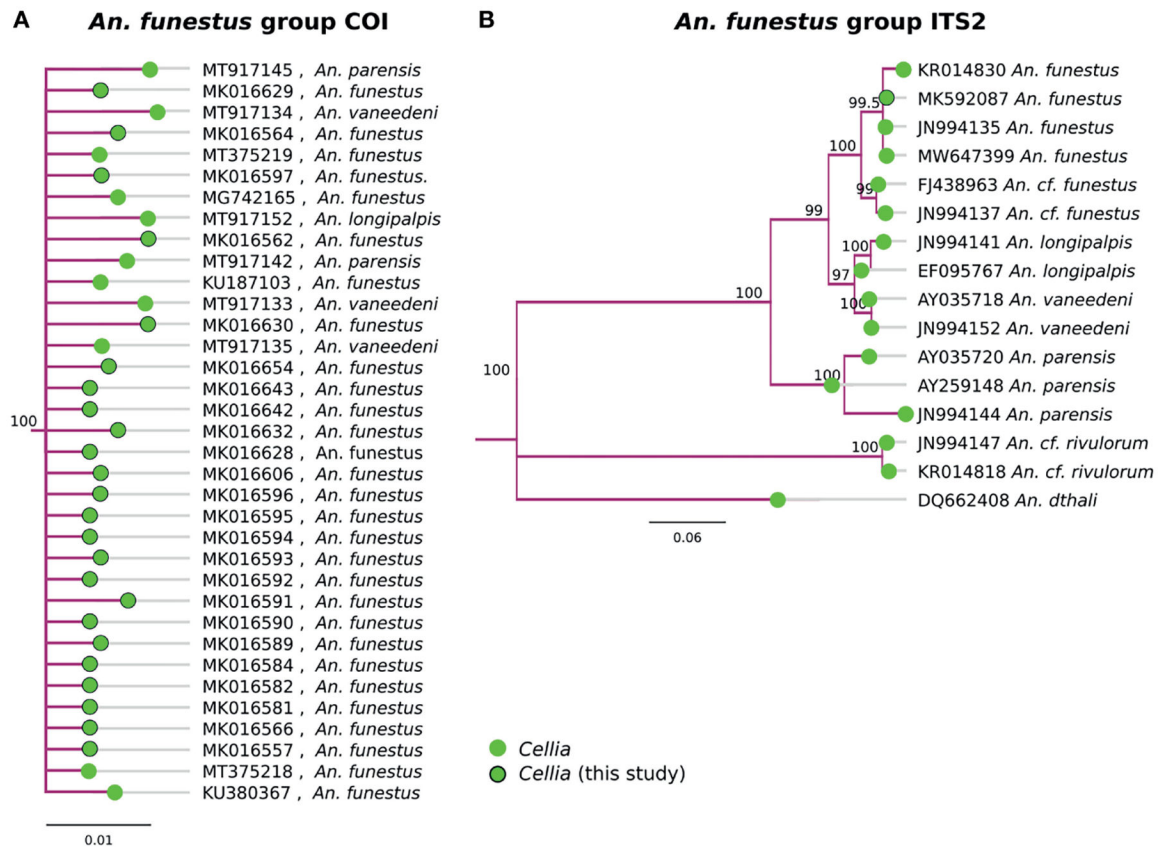 A
An. funestus group COI
MT917145 , An. parensis
MK016629 , An. funestus
MT917134 , An. vaneedeni
MK016564 , An. funestus
MT375219 , An. funestus
MK016597 , An. funestus.
MG742165 , An. funestus
MT917152 , An. longipalpis
MK016562 , An. funestus
MT917142 , An. parensis
KU187103 , An. funestus
MT917133 , An. vaneedeni
MK016630 , An. funestus
MT917135 , An. vaneedeni
MK016654 , An. funestus
MK016643 , An. funestus
MK016642 , An. funestus
100
MK016632 , An. funestus
MK016628 , An. funestus
MK016606 , An. funestus
MK016596 , An. funestus
MK016595 , An. funestus
MK016594 , An. funestus
MK016593 , An. funestus
MK016592 , An. funestus
MK016591 , An. funestus
MK016590 , An. funestus
MK016589 , An. funestus
MK016584 , An. funestus
MK016582 , An. funestus
MK016581 , An. funestus
MK016566 , An. funestus
MK016557 , An. funestus
MT375218 , An. funestus
KU380367 , An. funestus
0.01
B
An. funestus group ITS2
KR014830 An. funestus
99.5
MK592087 An. funestus
JN994135 An. funestus
100
MW647399 An. funestus
99
FJ438963 An. cf. funestus
99
JN994137 An. cf. funestus
100
JN994141 An. longipalpis
97
EF095767 An. longipalpis
100
100
AY035718 An. vaneedeni
JN994152 An. vaneedeni
AY035720 An. parensis
100
100
AY259148 An. parensis
JN994144 An. parensis
100
JN994147 An. cf. rivulorum
KR014818 An. cf. rivulorum
DQ662408 An. dthali
0.06
Cellia
Cellia (this study)